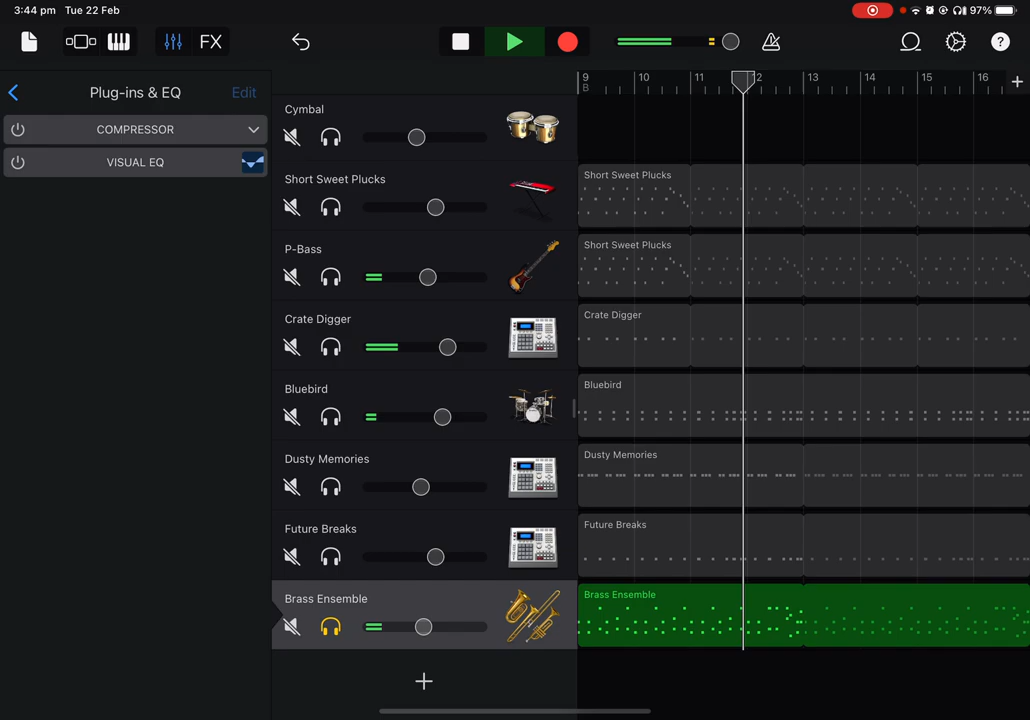 3:44 pm Tue 22 Feb
97%
FX
?
Plug-ins & EQ
Edit
COMPRESSOR
VISUAL EQ
9
10
11
12
13
14
15
16
B
Cymbal
Short Sweet Plucks
Short Sweet Plucks
P-Bass
Short Sweet Plucks
Crate Digger
Crate Digger
Bluebird
Bluebird
Dusty Memories
Dusty Memories
Future Breaks
Future Breaks
Brass Ensemble
Brass Ensemble